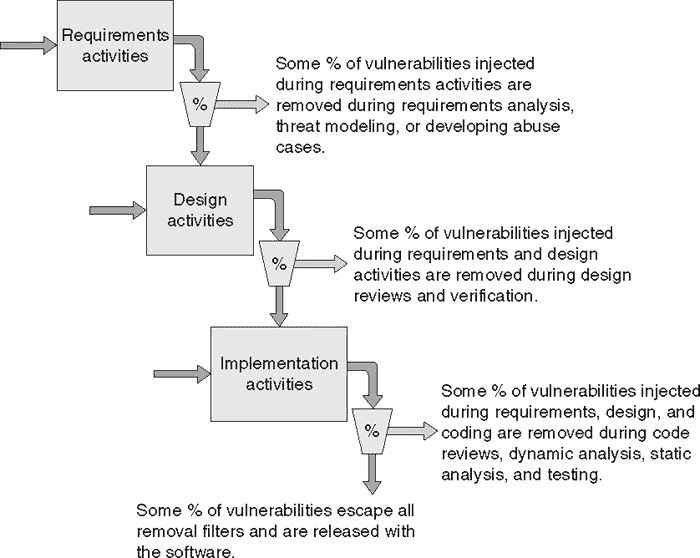 Requirements
activities
%
Some % of vulnerabilities injected
during requirements activities are
removed during requirements analysis,
threat modeling, or developing abuse
cases.
Design
activities
%
Some % of vulnerabilities injected
during requirements and design
activities are removed during design
reviews and verification.
Implementation
activities
%
Some % of vulnerabilities injected
during requirements, design, and
coding are removed during code
reviews, dynamic analysis, static
analysis, and testing.
Some % of vulnerabilities escape all
removal filters and are released with
the software.